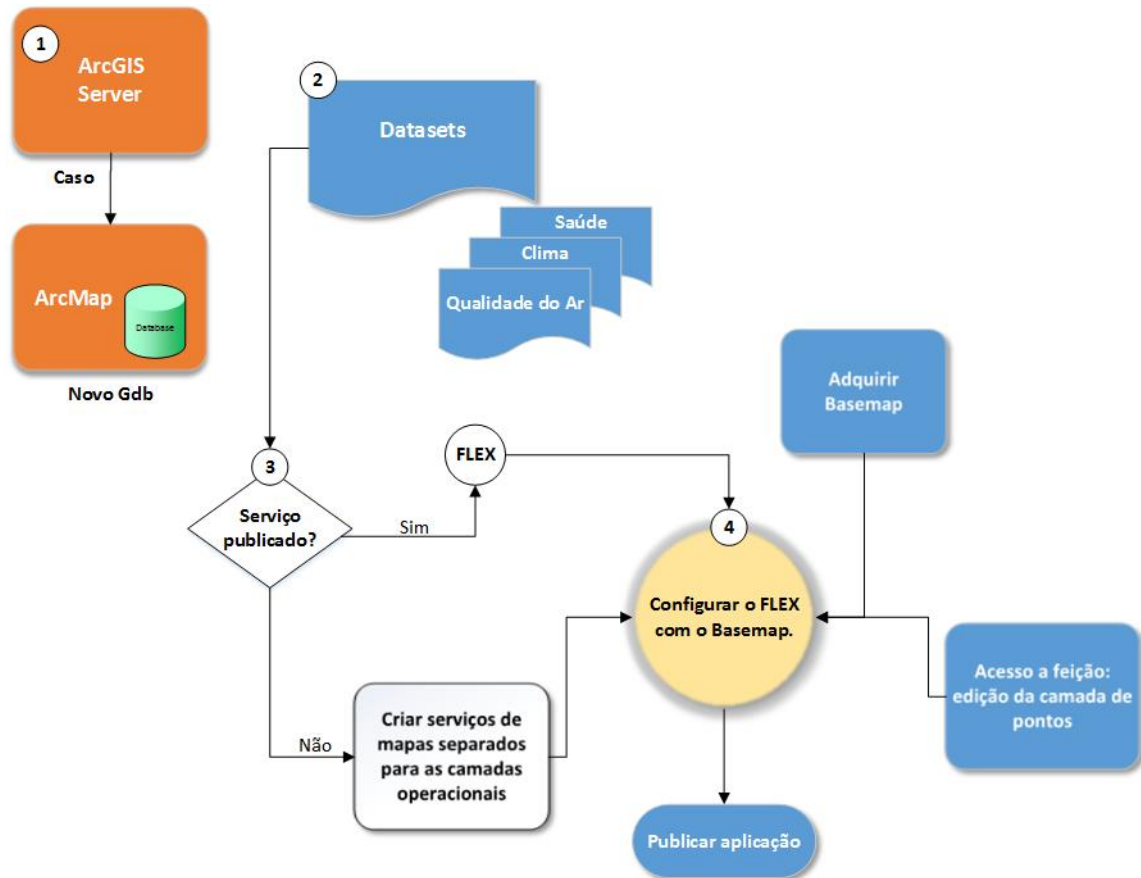 1
ArcGIS
Server
Caso
ArcMap
Database
Novo Gdb
2
Datasets
Saúde
Clima
Qualidade do Ar
3
Serviço
publicado?
Sim
FLEX
Não
Criar serviços de
mapas separados
para as camadas
operacionais
4
Configurar o FLEX
com o Basemap.
Adquirir
Basemap
Acesso a feição:
edição da camada de
pontos
Publicar aplicação